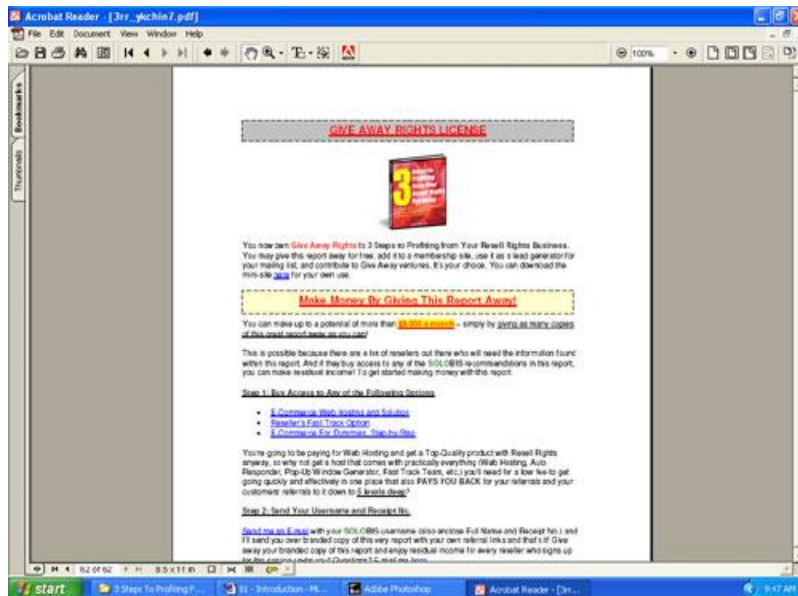 Acrobat Reader - [3rr_ykchin7.pdf]
File Edit Document View Window Help
100%
Bookmarks
Thumbnails
GIVE AWAY RIGHTS LICENSE
3
You now own Give Away Rights to 3 Steps to Profiting from Your Resell Rights Business.
You may give this report away for free, add it to a membership site, use it as a lead generator for
your mailing list, and contribute to Give Away ventures. It's your choice. You can download the
mini-site here for your own use.
Make Money By Giving This Report Away!
You can make up to a potential of more than a month – simply by giving as many copies
of this great report away as you can!
This is possible because there are a lot of resellers out there who will need the information found
within this report. And if they buy access to any of the SOLOBIS recommendations in this report,
you can make residual income! To get started making money with this report:
Step 1: Buy Access to Any of the Following Options
E-Commerce Web Hosting and Solution
Reseller's Fast Track Option
E-Commerce For Dummies, Step-by-Step
You're going to be paying for Web Hosting and get a Top-Quality product with Resell Rights
anyway, so why not get a host that comes with practically everything (Web Hosting, Auto
Responder, Pop-Up Window Generator, Fast Track Team, etc.) you'll need for a low fee to get
going quickly and effectively in one place that also PAYS YOU BACK for your referrals and your
customers' referrals to it down to 5 levels deep?
Step 2: Send Your Username and Receipt No.
Send me an E-mail with your SOLOBIS username (also enclose Full Name and Receipt No.) and
I'll send you over branded copy of this very report with your own referral links and that's it! Give
away your branded copy of this report and enjoy residual income for every reseller who signs up
62 of 62
8.5 x 11 in
start
3 Steps To Profiting F...
01 - Introduction - Mi...
Adobe Photoshop
Acrobat Reader - [3rr...
9:47 AM